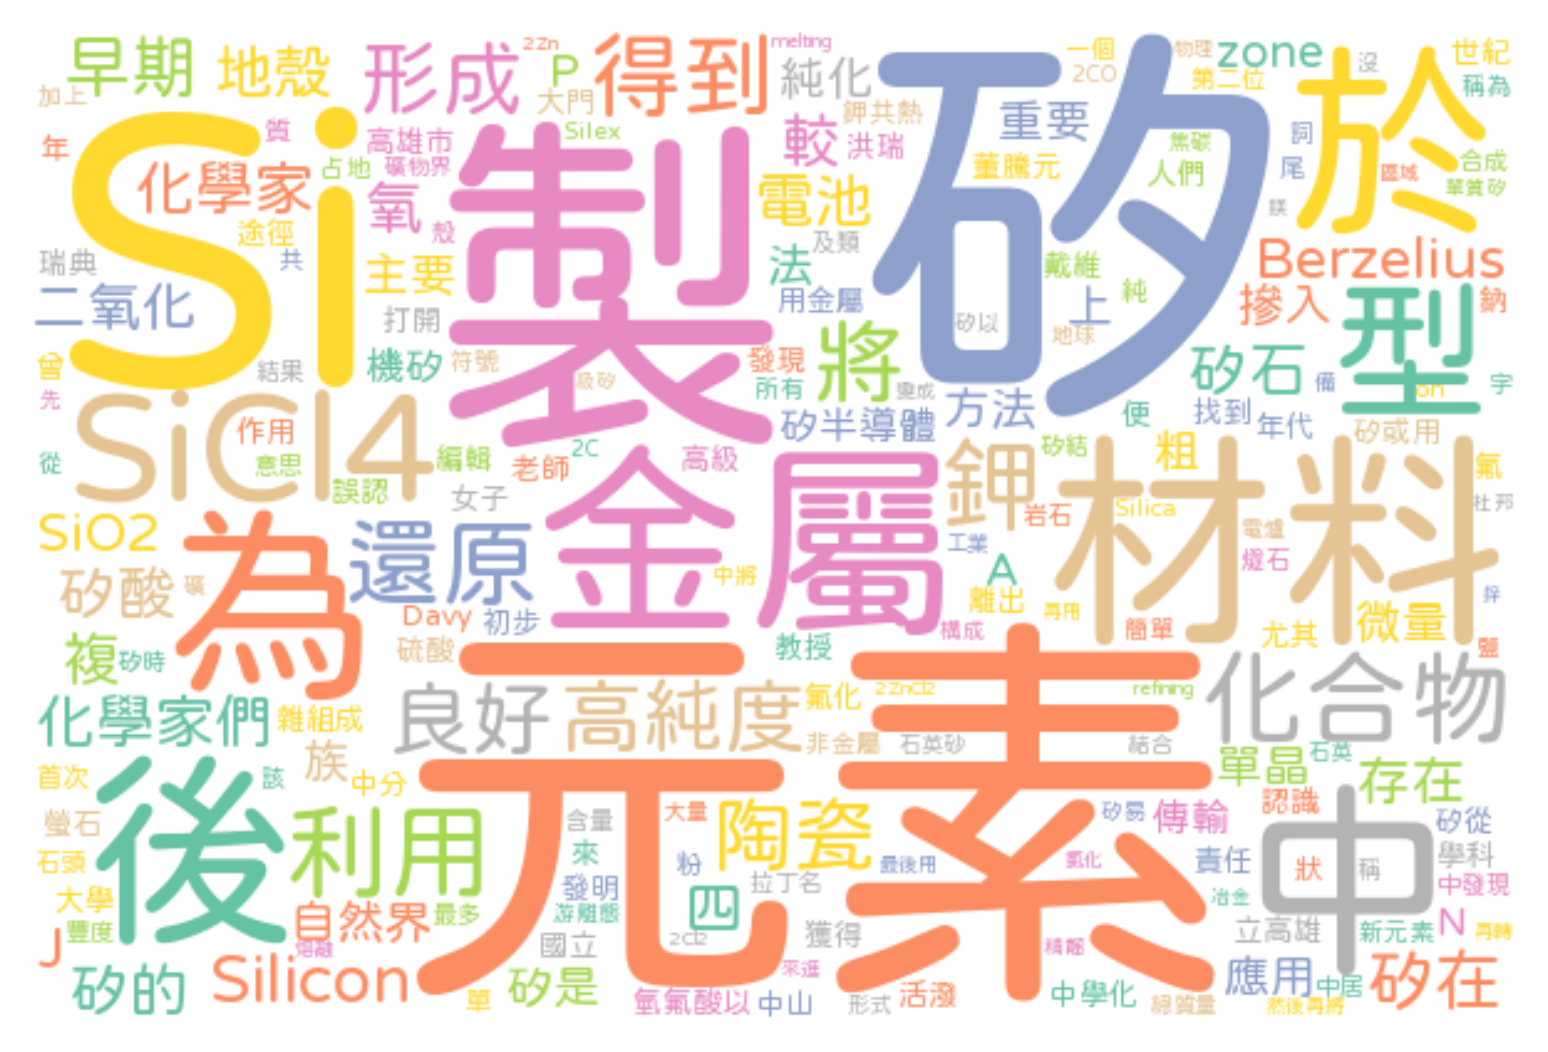 早期
地殼
形成
2Zn
P
大門
得到
melting
純化
矽
一個
2CO
物理
zone
第二位
沒
於
世紀
稱為
加上
年
Si
質
高雄市
礦物界
占地
Silex
製
較
洪瑞
鉀共熱
重要
董騰元
焦碳
人們
詞
尾
區域
合成
單質矽
鎂
化學家
氧
殼
途徑
共
瑞典
二氧化
主要
打開
電池
及類
法
用金屬
戴維
純
上
地球
矽以
Berzelius
摻入
型
鈉
曾
先
結果
機矽
符號
級矽
發現
所有
將
變成
矽半導體
方法
便
矽石
備
找到
年代
on
字
SiCl4
作用
意思
誤認
編輯
老師
2C
女子
高級
從
金屬
鉀
矽結
粗
矽或用
材料
氟
杜邦
SiO2
為
還原
岩石
Silica
電爐
燧石
工業
A
矽酸
礦
Davy
初步
中將
離出
再用
構成
簡單
尤其
微量
鋅
鹽
複
矽時
硫酸
元素
教授
化學家們
雜組成
良好
高純度
氟化
2ZnCl2
refining
非金屬
石英砂
結合
化合物
首次
後
該
族
中分
單晶
石英
存在
螢石
石頭
利用
含量
來
大量
陶瓷
矽易
傳輸
認識
中
矽從
學科
大學
豐度
自然界
最多
發明
游離態
粉
四
最後用
拉丁名
氫化
責任
冶金
狀
稱
中發現
J
熔融
國立
2Cl2
獲得
精餾
立高雄
新元素
N
再轉
矽的
Silicon
單
矽是
氫氟酸以
來進
中山
形式
活潑
中學化
總質量
應用
中居
然後再將
矽在